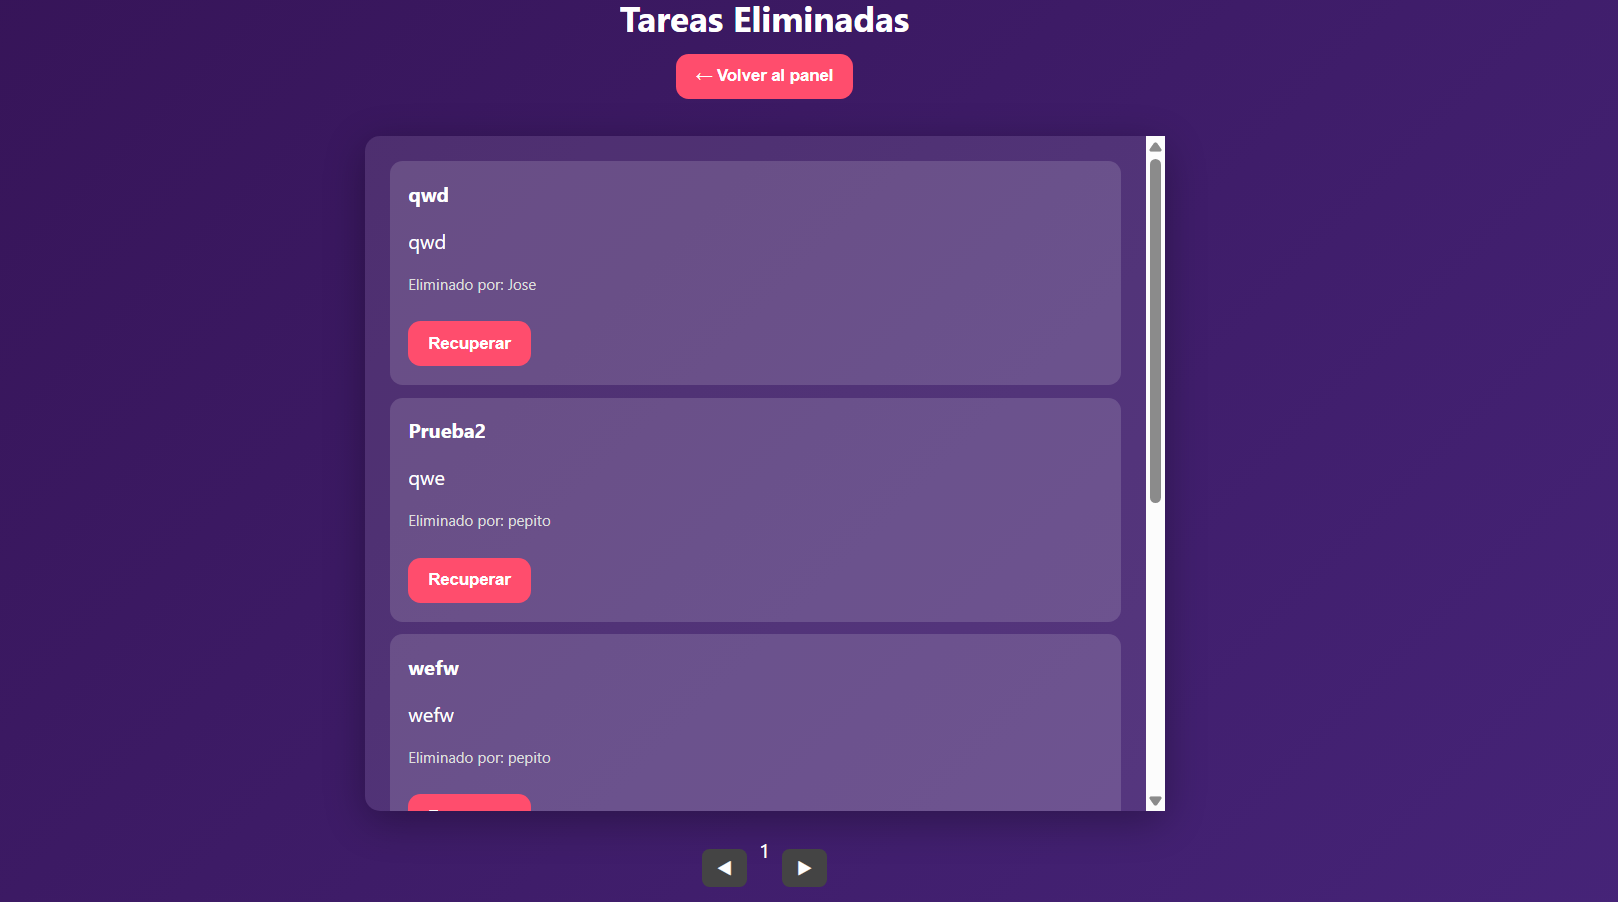 Tareas Eliminadas
← Volver al panel
qwd
qwd
Eliminado por: Jose
Recuperar
Prueba2
qwe
Eliminado por: pepito
Recuperar
wefw
wefw
Eliminado por: pepito
◀ 1 ▶